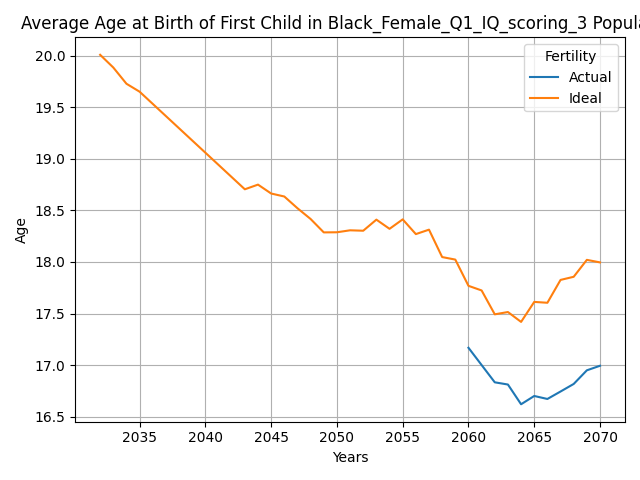 Average Age at Birth of First Child in Black_Female_Q1_IQ_scoring_3 Popula
Fertility
Actual
Ideal
20.0
19.5
19.0
18.5
18.0
17.5
17.0
16.5
Age
2035 2040 2045 2050 2055 2060 2065 2070
Years